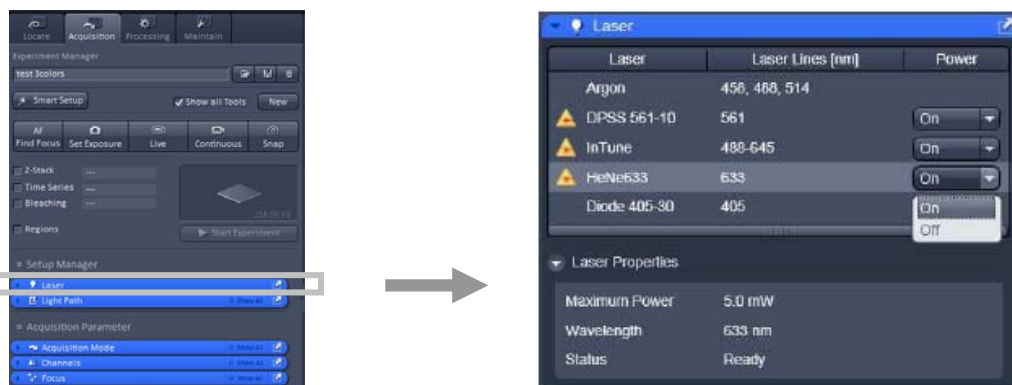 Locate Acquisition Processing Maintain
Experiment Manager
test 3colors
Smart Setup Show all Tools New
AF
Find Focus Set Exposure Live Continuous Snap
Z-Stack ---
Time Series ---
Bleaching ---
Regions
Start Experiment
Setup Manager
Laser
Light Path Show All
Acquisition Parameter
Acquisition Mode Show All
Channels Show All
Focus Show All
Laser
Laser Laser Lines [nm] Power
Argon 458, 488, 514
DPSS 561-10 561 On
InTune 488-645 On
HeNe633 633 On
Diode 405-30 405 On
Off
Laser Properties
Maximum Power 5.0 mW
Wavelength 633 nm
Status Ready